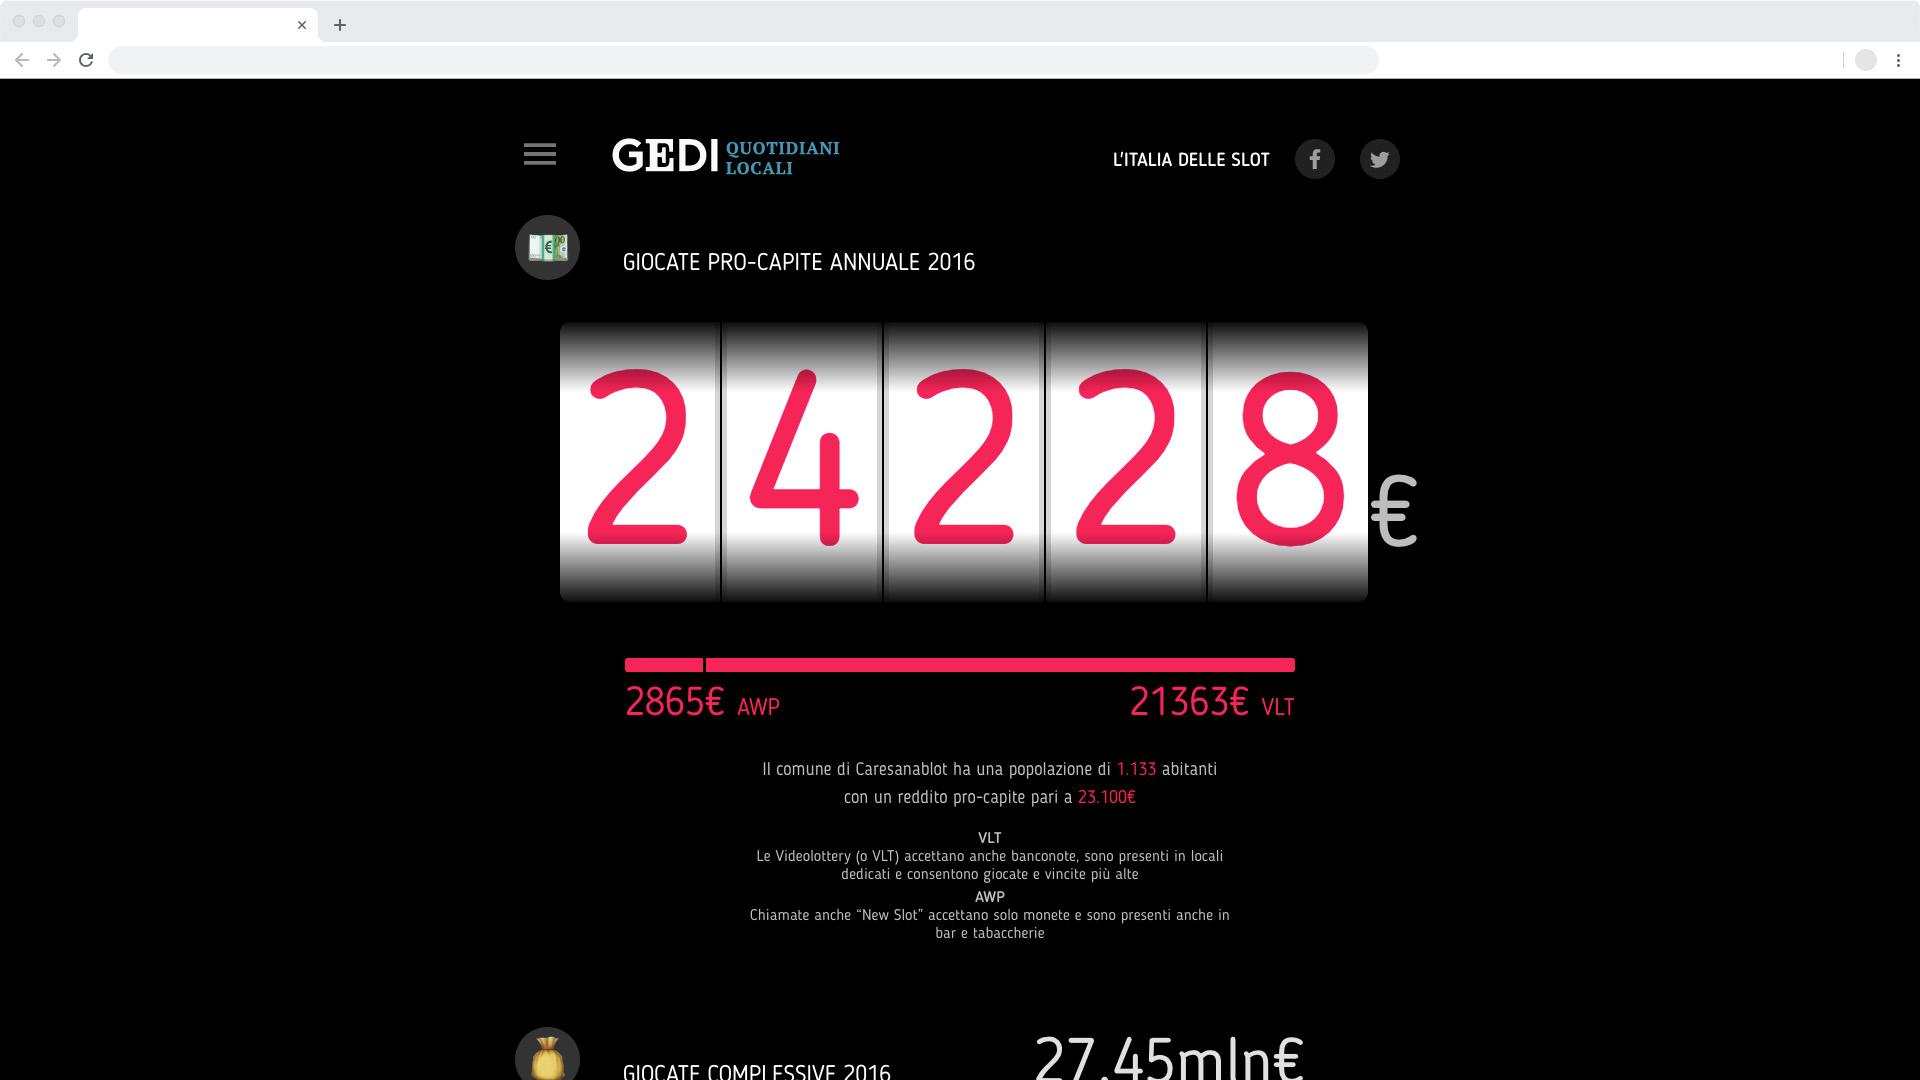 GEDI QUOTIDIANI
LOCALI
L'ITALIA DELLE SLOT
GIOCATE PRO-CAPITE ANNUALE 2016
24228€
2865€ AWP
21363€ VLT
Il comune di Caresanablot ha una popolazione di 1.133 abitanti
con un reddito pro-capite pari a 23.100€
VLT
Le Videolottery (o VLT) accettano anche banconote, sono presenti in locali
dedicati e consentono giocate e vincite più alte
AWP
Chiamate anche “New Slot” accettano solo monete e sono presenti anche in
bar e tabaccherie
GIOCATE COMPLESSIVE 2016
27.45mln€